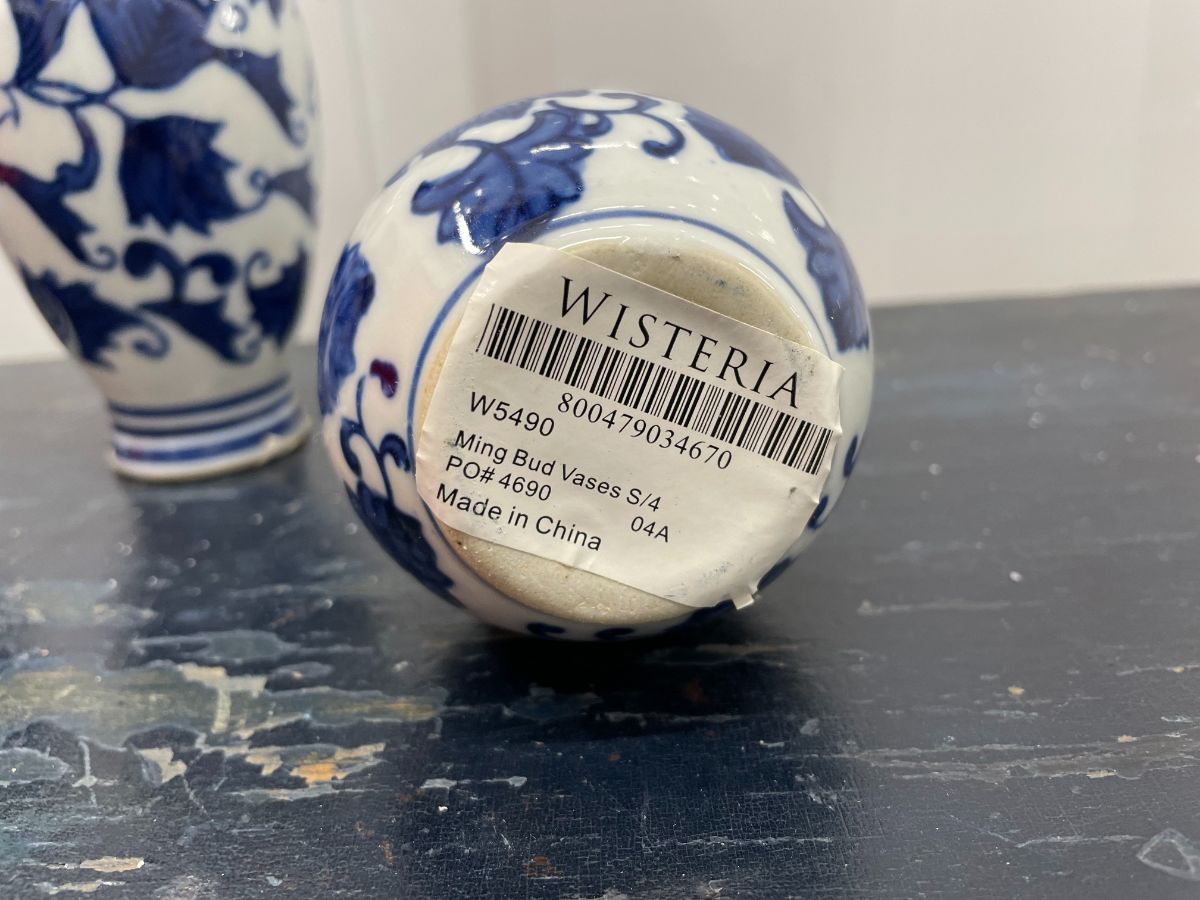 WISTERIA
800479034670
W5490
Ming Bud Vases S/4
PO# 4690 04A
Made in China